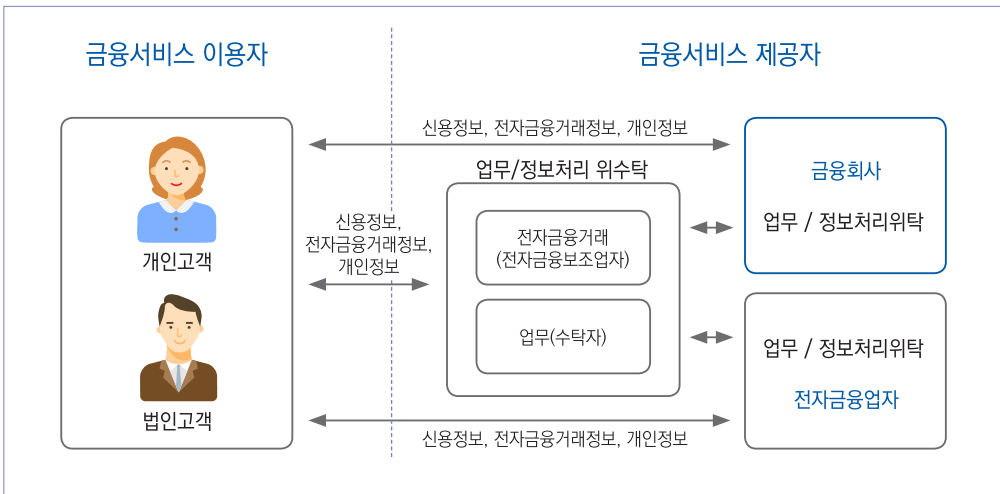 금융서비스 이용자
금융서비스 제공자
신용정보, 전자금융거래정보, 개인정보
업무/정보처리 위수탁
금융회사
업무 / 정보처리위탁
신용정보,
전자금융거래정보,
개인정보
전자금융거래
(전자금융보조업자)
개인고객
업무(수탁자)
업무 / 정보처리위탁
전자금융업자
법인고객
신용정보, 전자금융거래정보, 개인정보